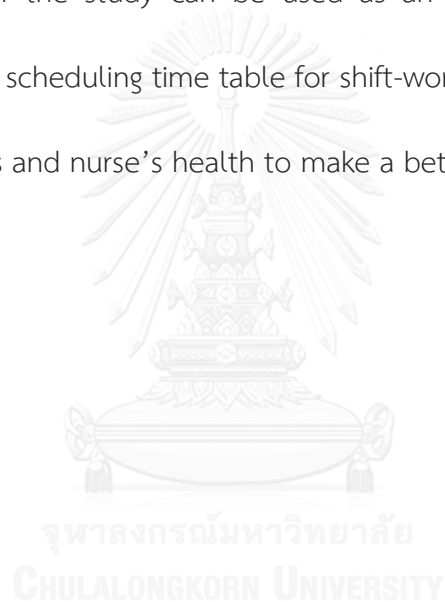 the study can be used as an
scheduling time table for shift-wor
s and nurse's health to make a bet
จุฬาลงกรณ์มหาวิทยาลัย
CHULALONGKORN UNIVERSITY